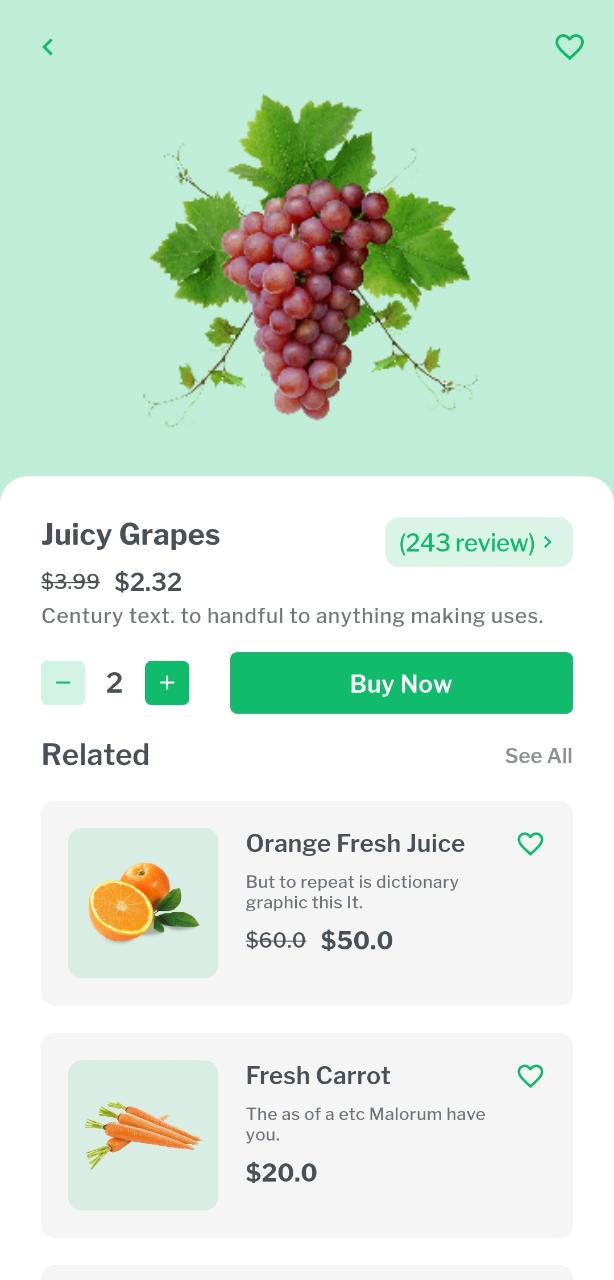 Juicy Grapes
(243 review)
$3.99 $2.32
Century text. to handful to anything making uses.
2
Buy Now
Related
See All
Orange Fresh Juice
But to repeat is dictionary
graphic this It.
$60.0 $50.0
Fresh Carrot
The as of a etc Malorum have
you.
$20.0